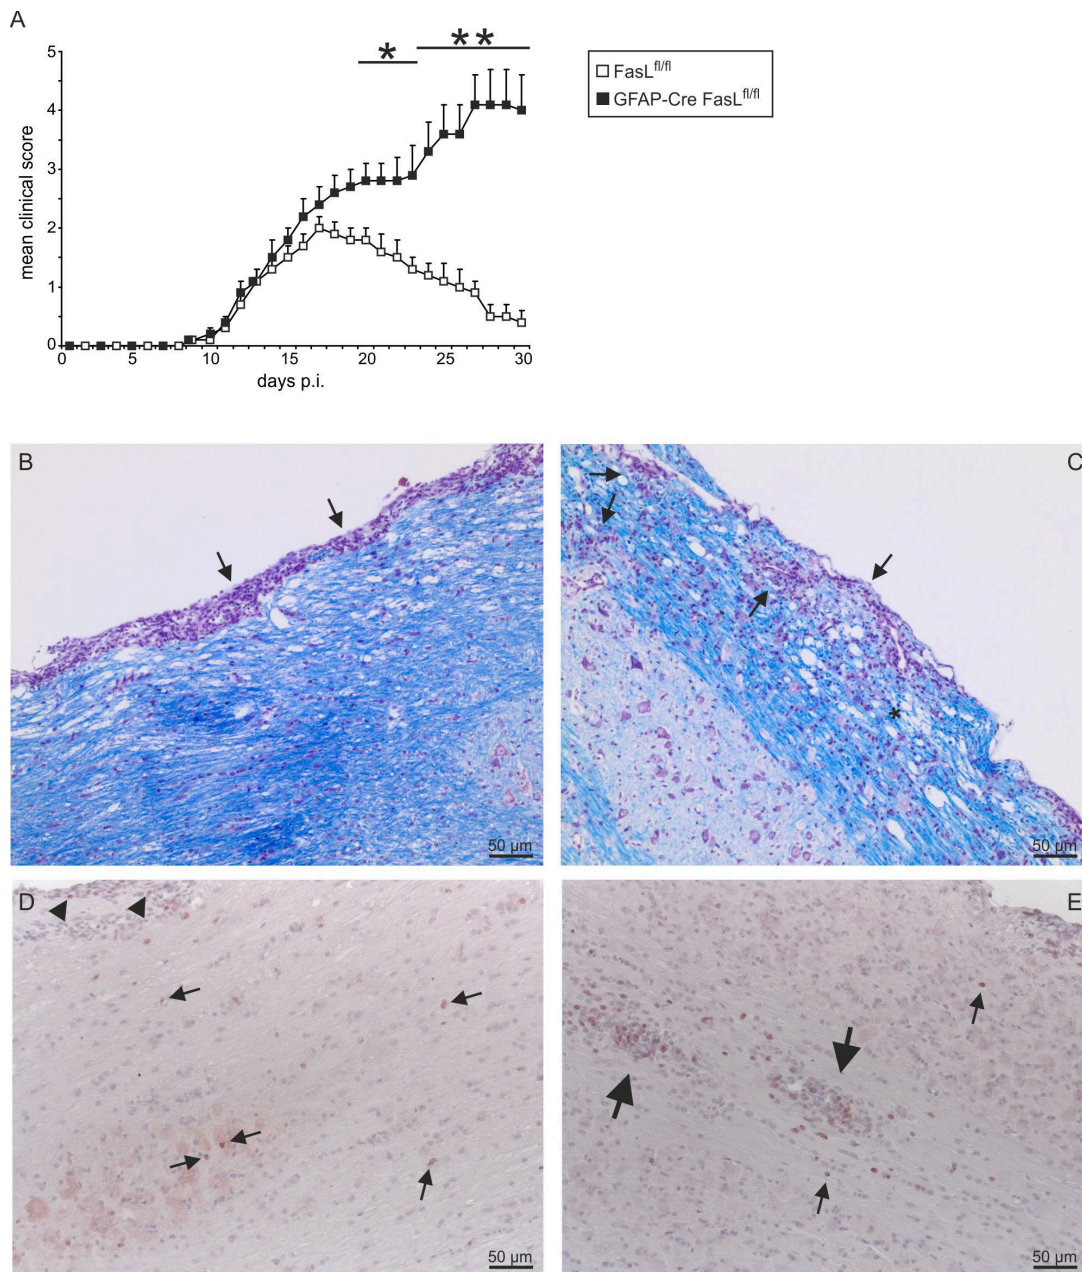 A
* **
FasL^fl/fl
GFAP-Cre FasL^fl/fl
mean clinical score
5
4
3
2
1
0
0 5 10 15 20 25 30
days p.i.
B C
*
50 µm 50 µm
D E
50 µm 50 µm